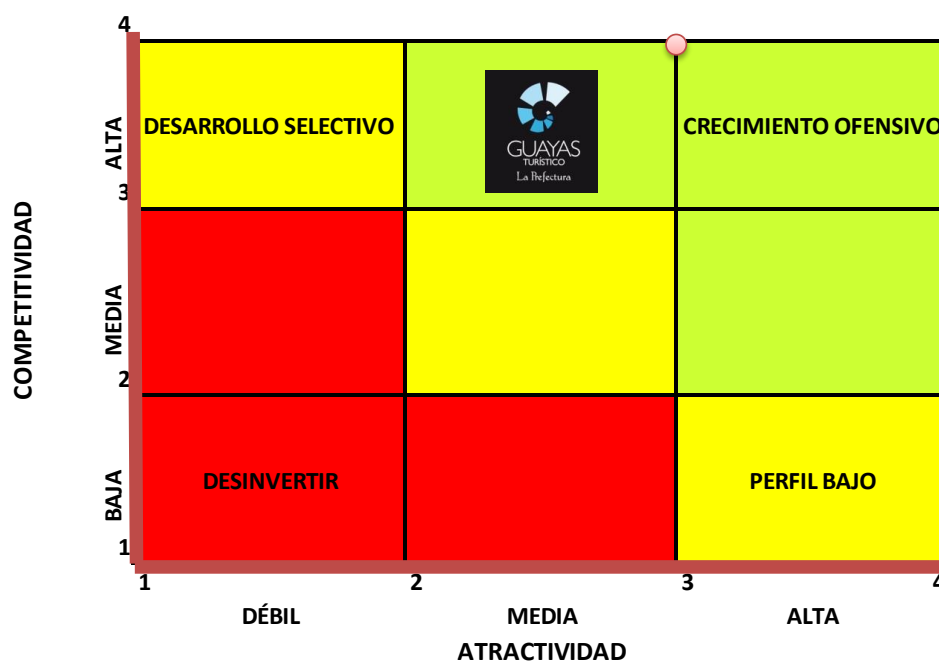 4
DESARROLLO SELECTIVO
GUAYAS
TURÍSTICO
La Prefectura
CRECIMIENTO OFENSIVO
ALTA
3
COMPETITIVIDAD
MEDIA
2
DESINVERTIR
PERFIL BAJO
BAJA
1
1 2 3 4
DÉBIL MEDIA ALTA
ATRACTIVIDAD